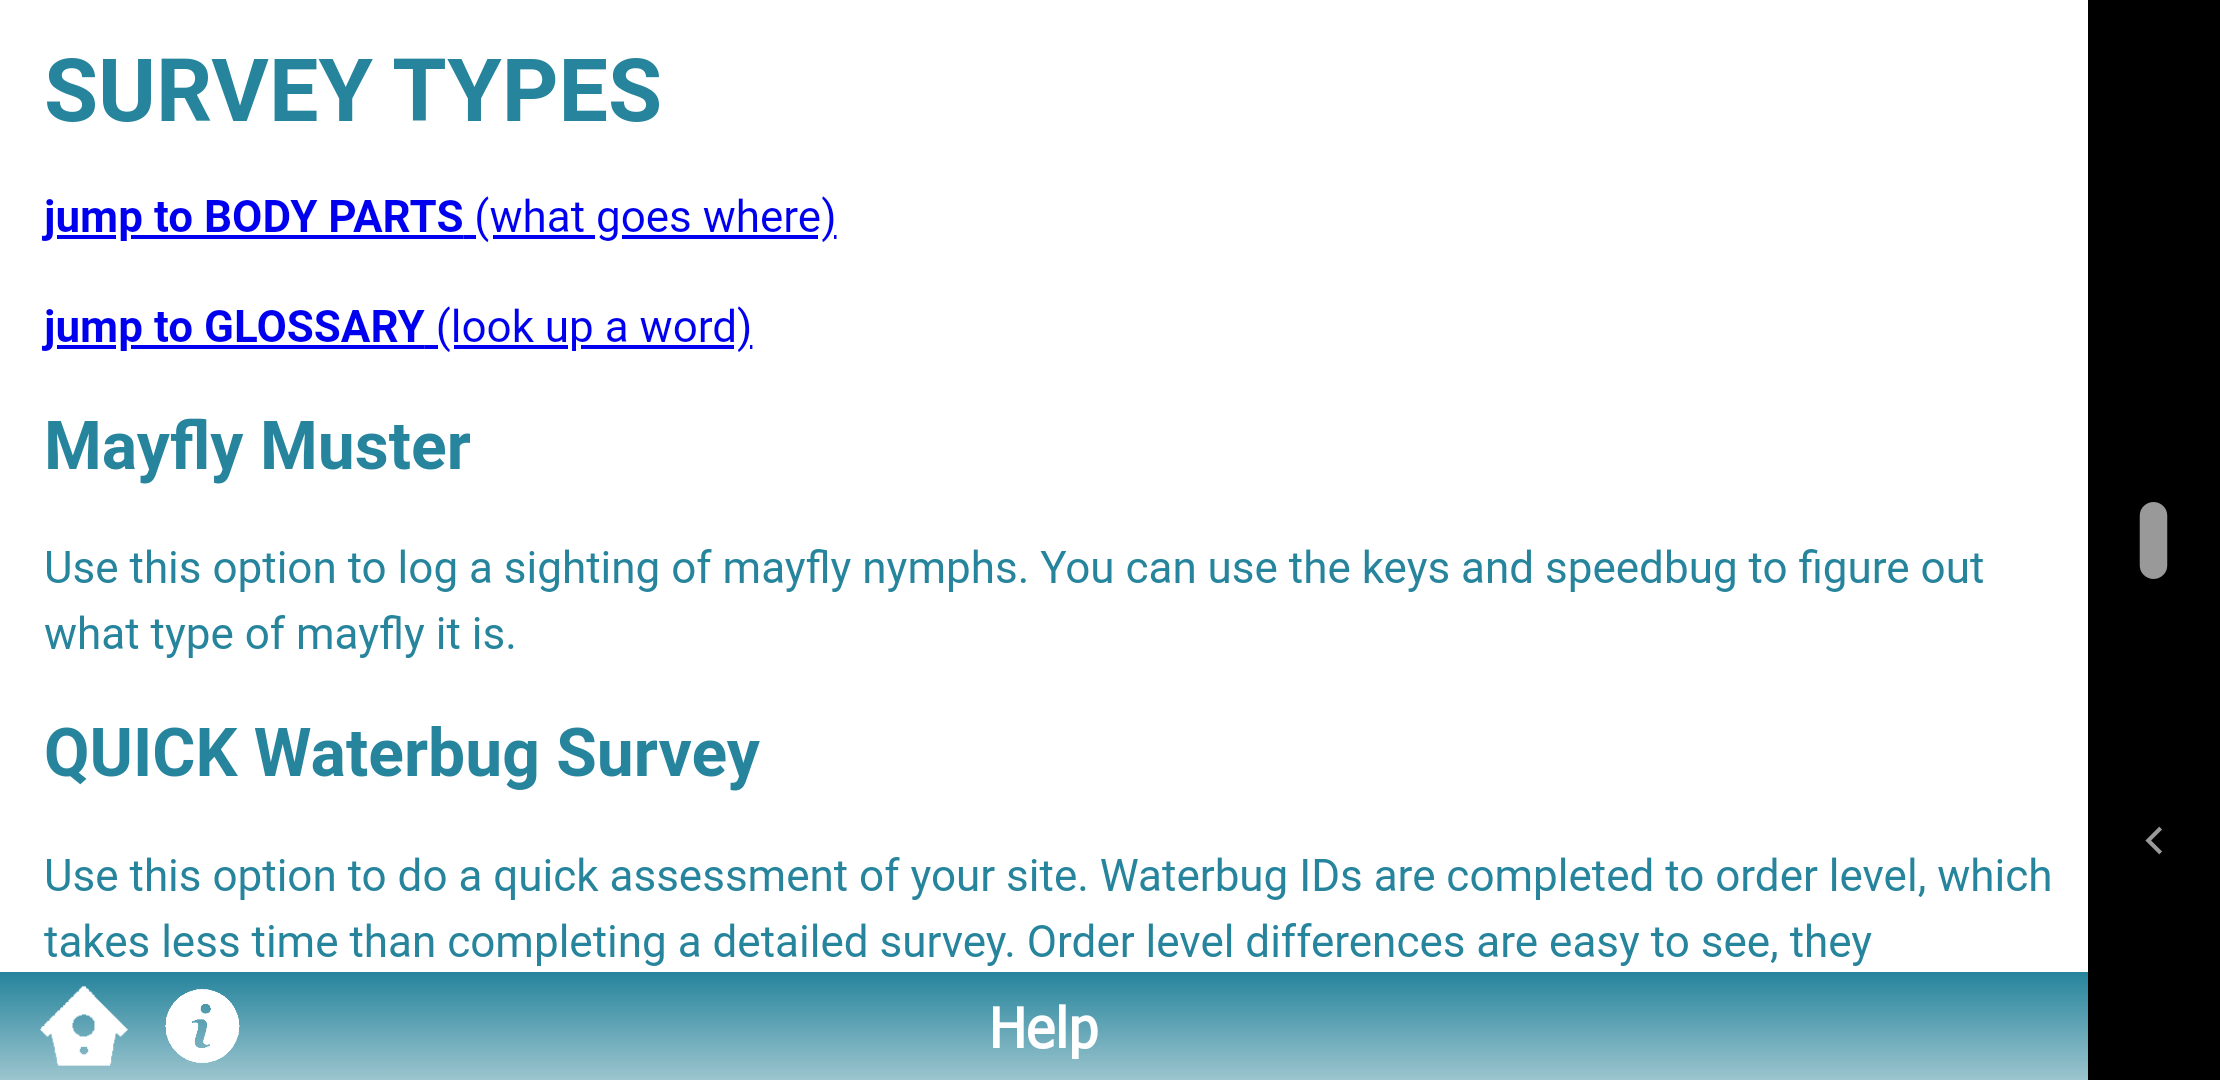 SURVEY TYPES
jump to BODY PARTS (what goes where)
jump to GLOSSARY (look up a word)
Mayfly Muster
Use this option to log a sighting of mayfly nymphs. You can use the keys and speedbug to figure out
what type of mayfly it is.
QUICK Waterbug Survey
Use this option to do a quick assessment of your site. Waterbug IDs are completed to order level, which
takes less time than completing a detailed survey. Order level differences are easy to see, they
i
Help